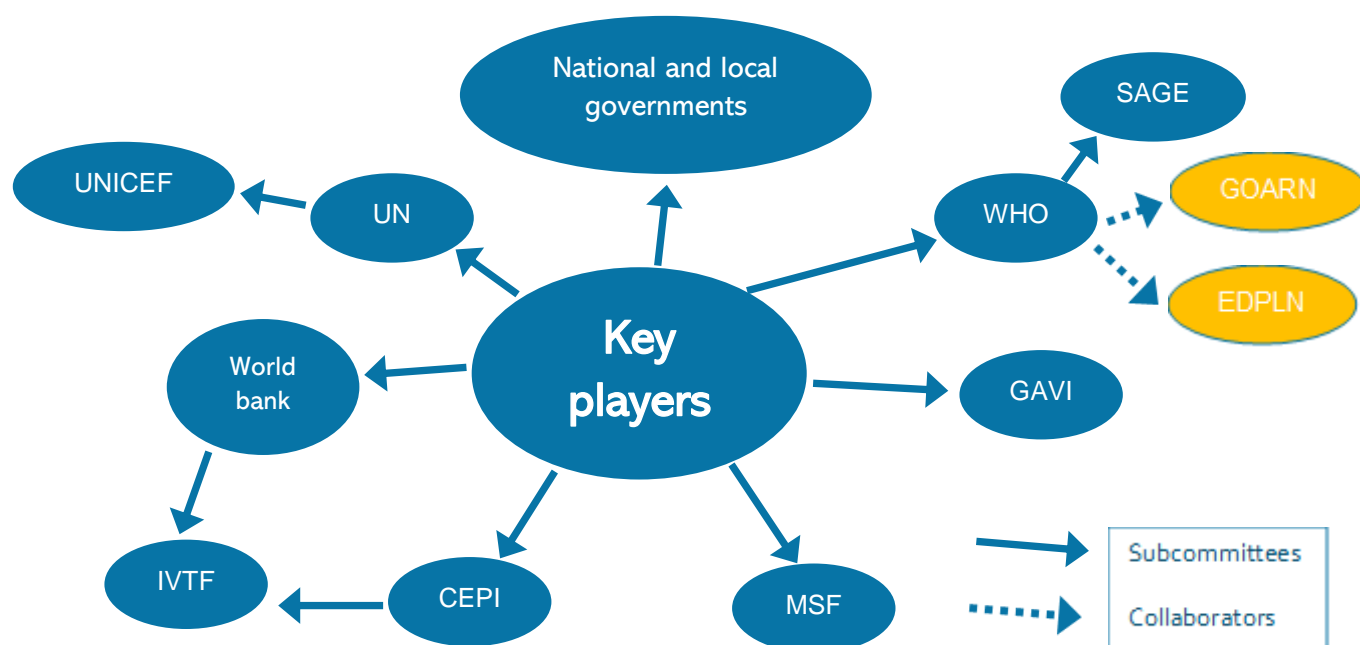 National and local
governments
SAGE
UNICEF
UN
WHO
GOARN
EDPLN
Key
players
World
bank
GAVI
IVTF
CEPI
MSF
Subcommittees
Collaborators